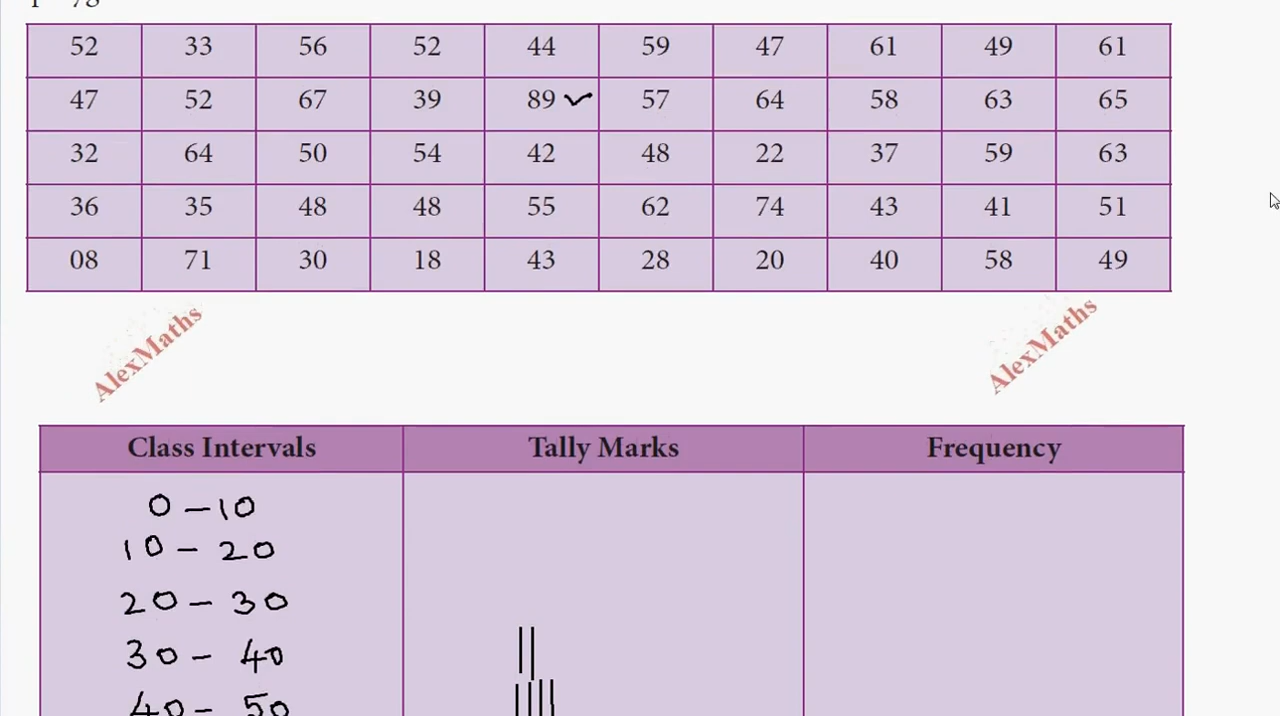 52 33 56 52 44 59 47 61 49 61
47 52 67 39 89 57 64 58 63 65
32 64 50 54 42 48 22 37 59 63
36 35 48 48 55 62 74 43 41 51
08 71 30 18 43 28 20 40 58 49
AlexMaths AlexMaths
Class Intervals Tally Marks Frequency
0 – 10
10 – 20
20 – 30
30 – 40 ||
40 – 50 ||||